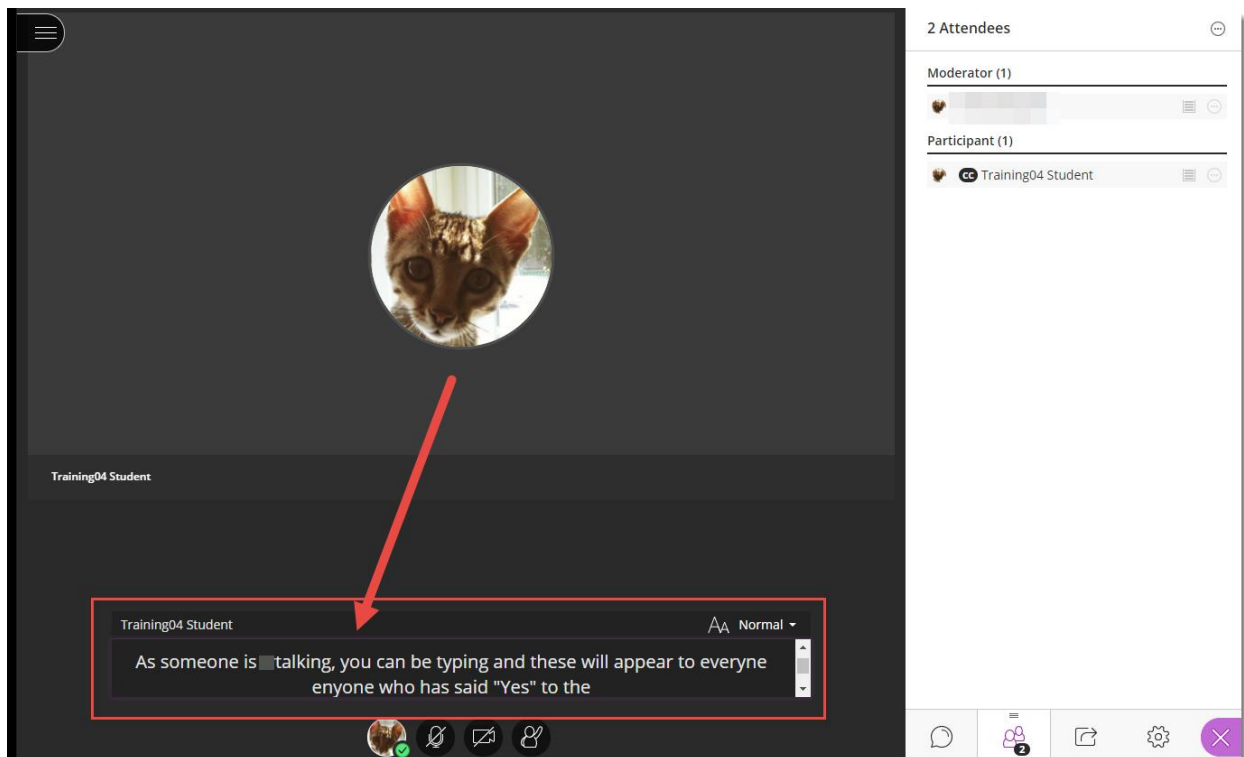 2 Attendees
Moderator (1)
Participant (1)
CC Training04 Student
Training04 Student
Training04 Student
AA Normal
As someone is talking, you can be typing and these will appear to everyne
enyone who has said "Yes" to the
2